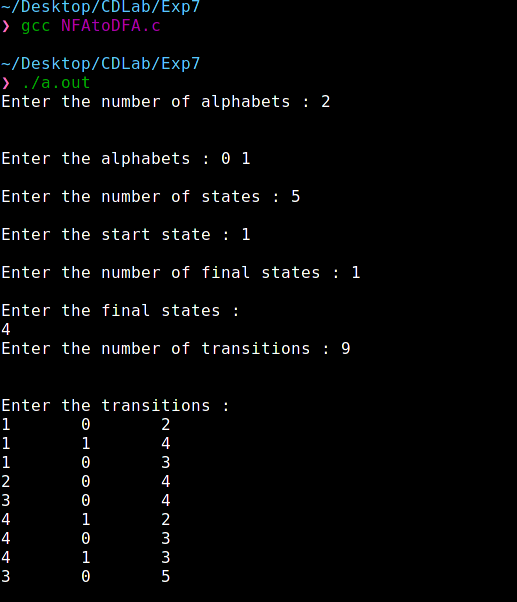 ~/Desktop/CDLab/Exp7
❯ gcc NFAtoDFA.c
~/Desktop/CDLab/Exp7
❯ ./a.out
Enter the number of alphabets : 2
Enter the alphabets : 0 1
Enter the number of states : 5
Enter the start state : 1
Enter the number of final states : 1
Enter the final states :
4
Enter the number of transitions : 9
Enter the transitions :
1 0 2
1 1 4
1 0 3
2 0 4
3 0 4
4 1 2
4 0 3
4 1 3
3 0 5